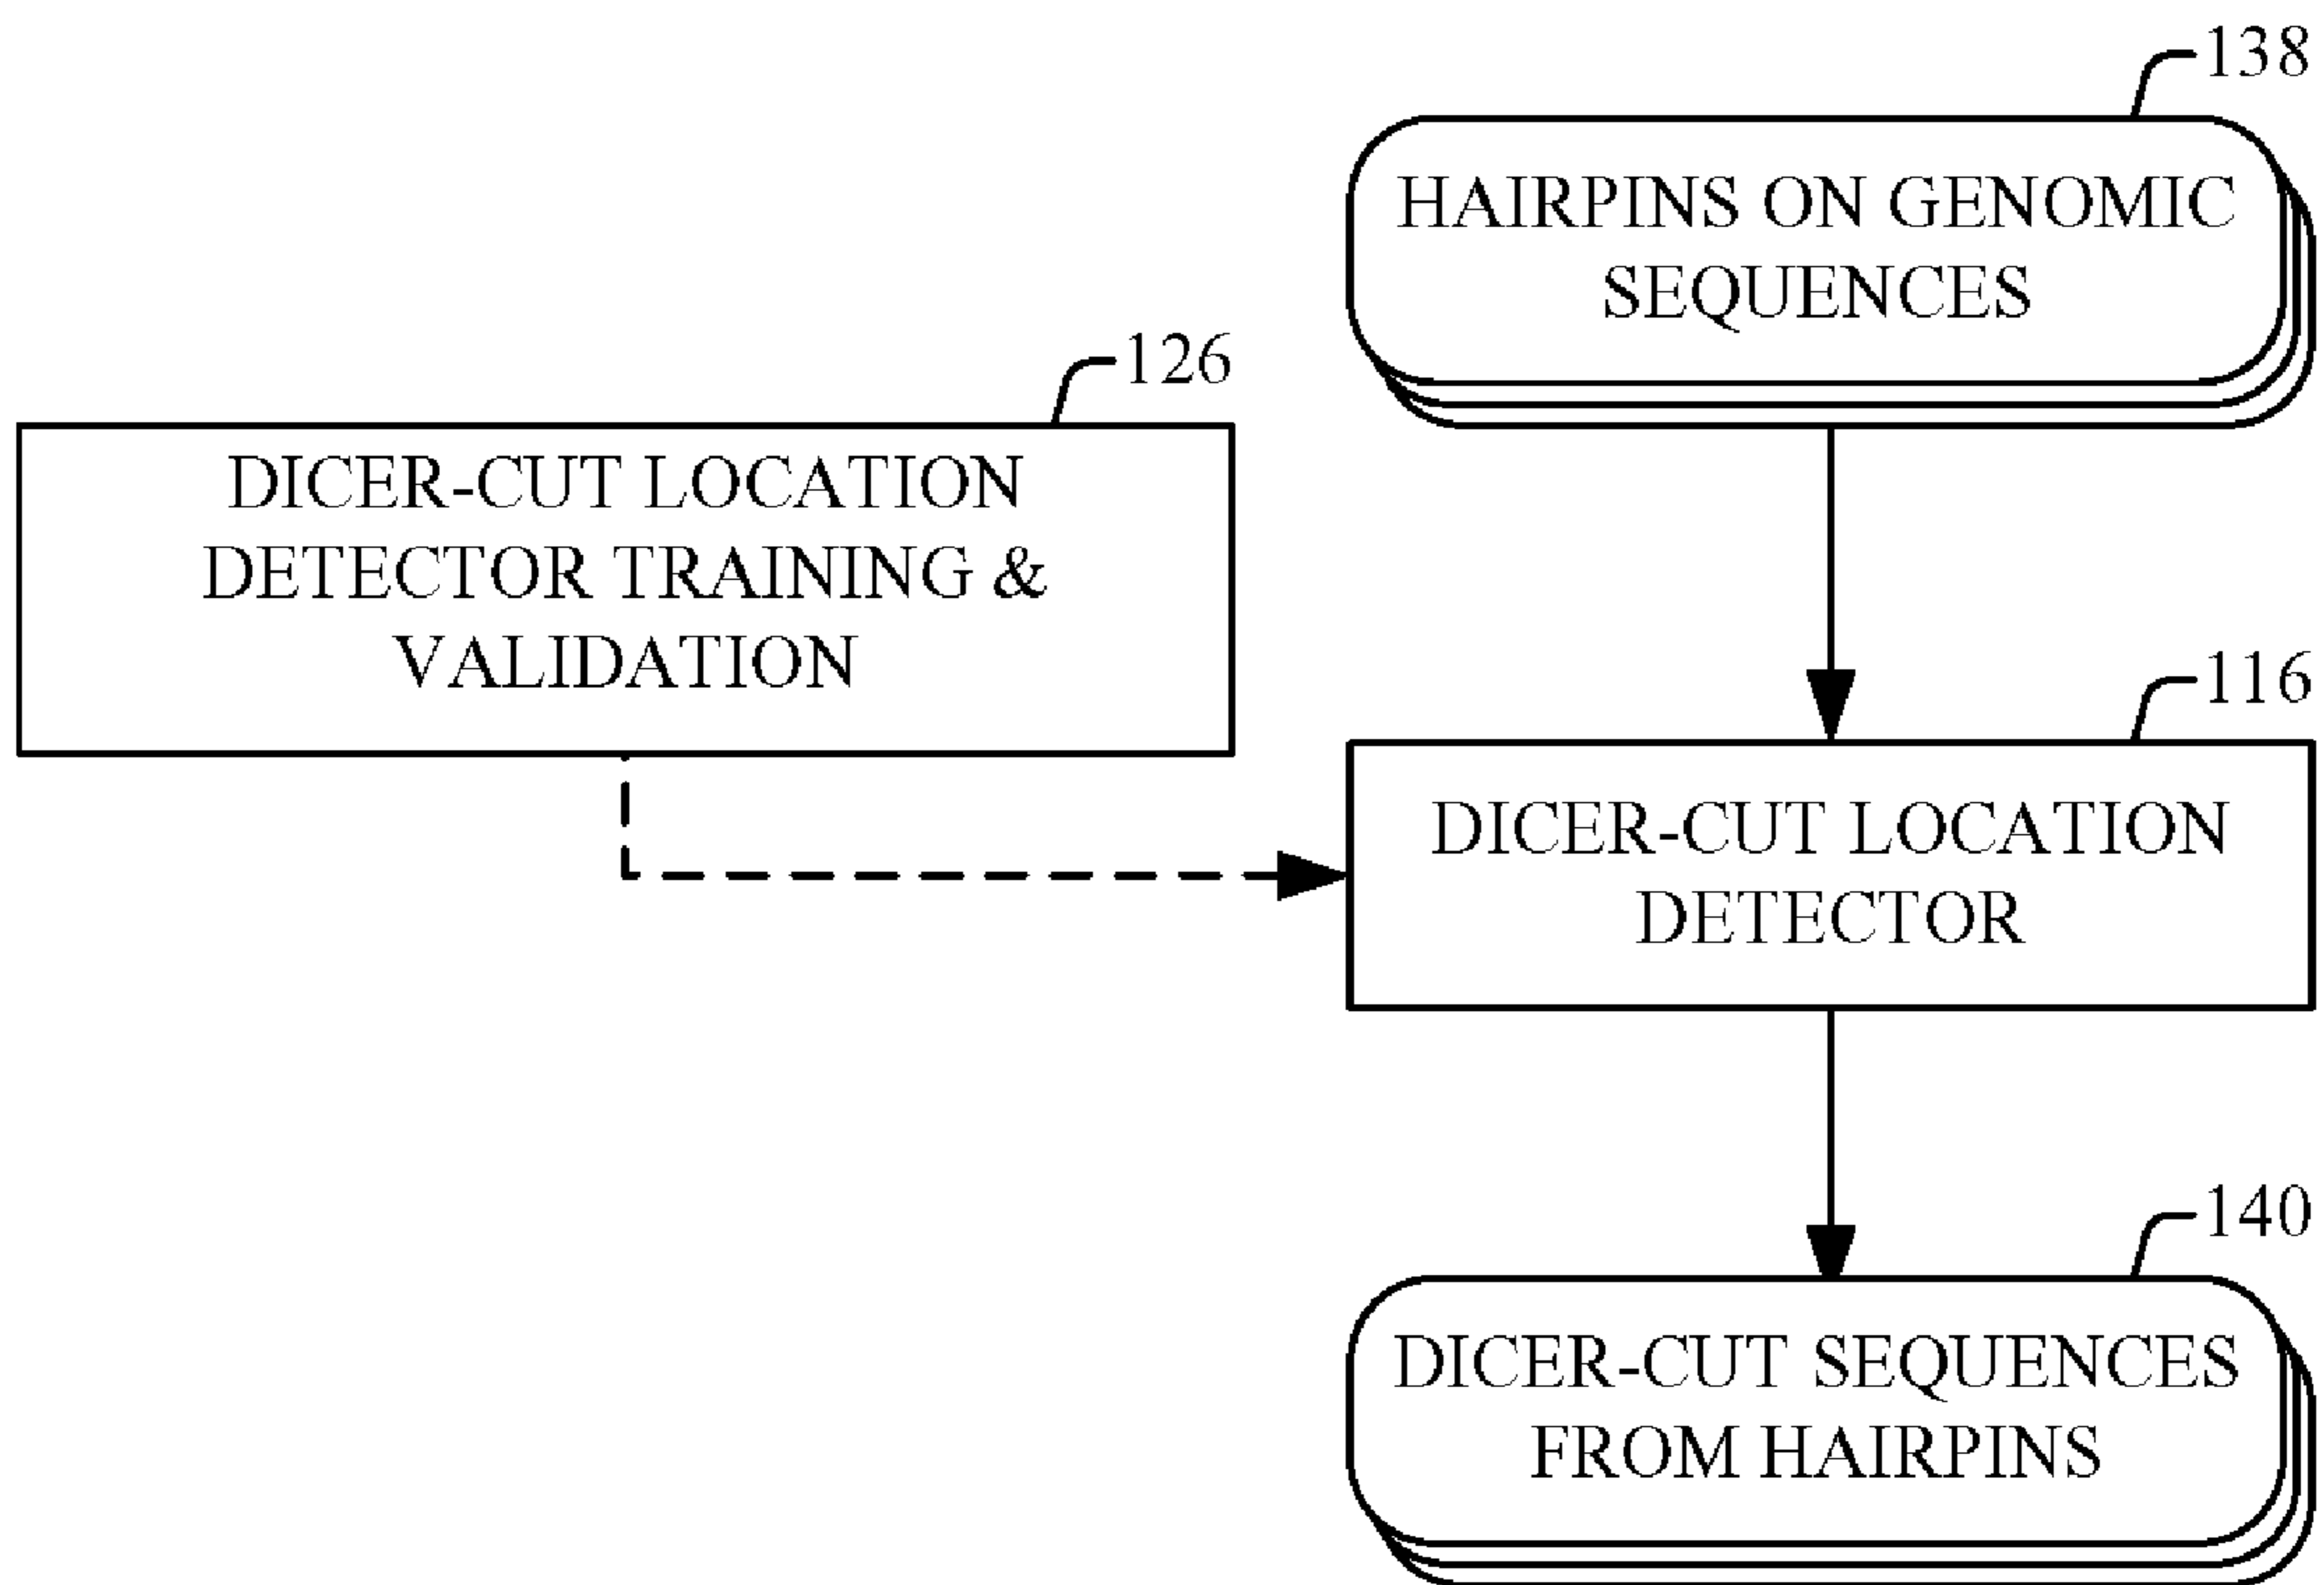 138
HAIRPINS ON GENOMIC
SEQUENCES
126
DICER-CUT LOCATION
DETECTOR TRAINING &
VALIDATION
116
DICER-CUT LOCATION
DETECTOR
140
DICER-CUT SEQUENCES
FROM HAIRPINS